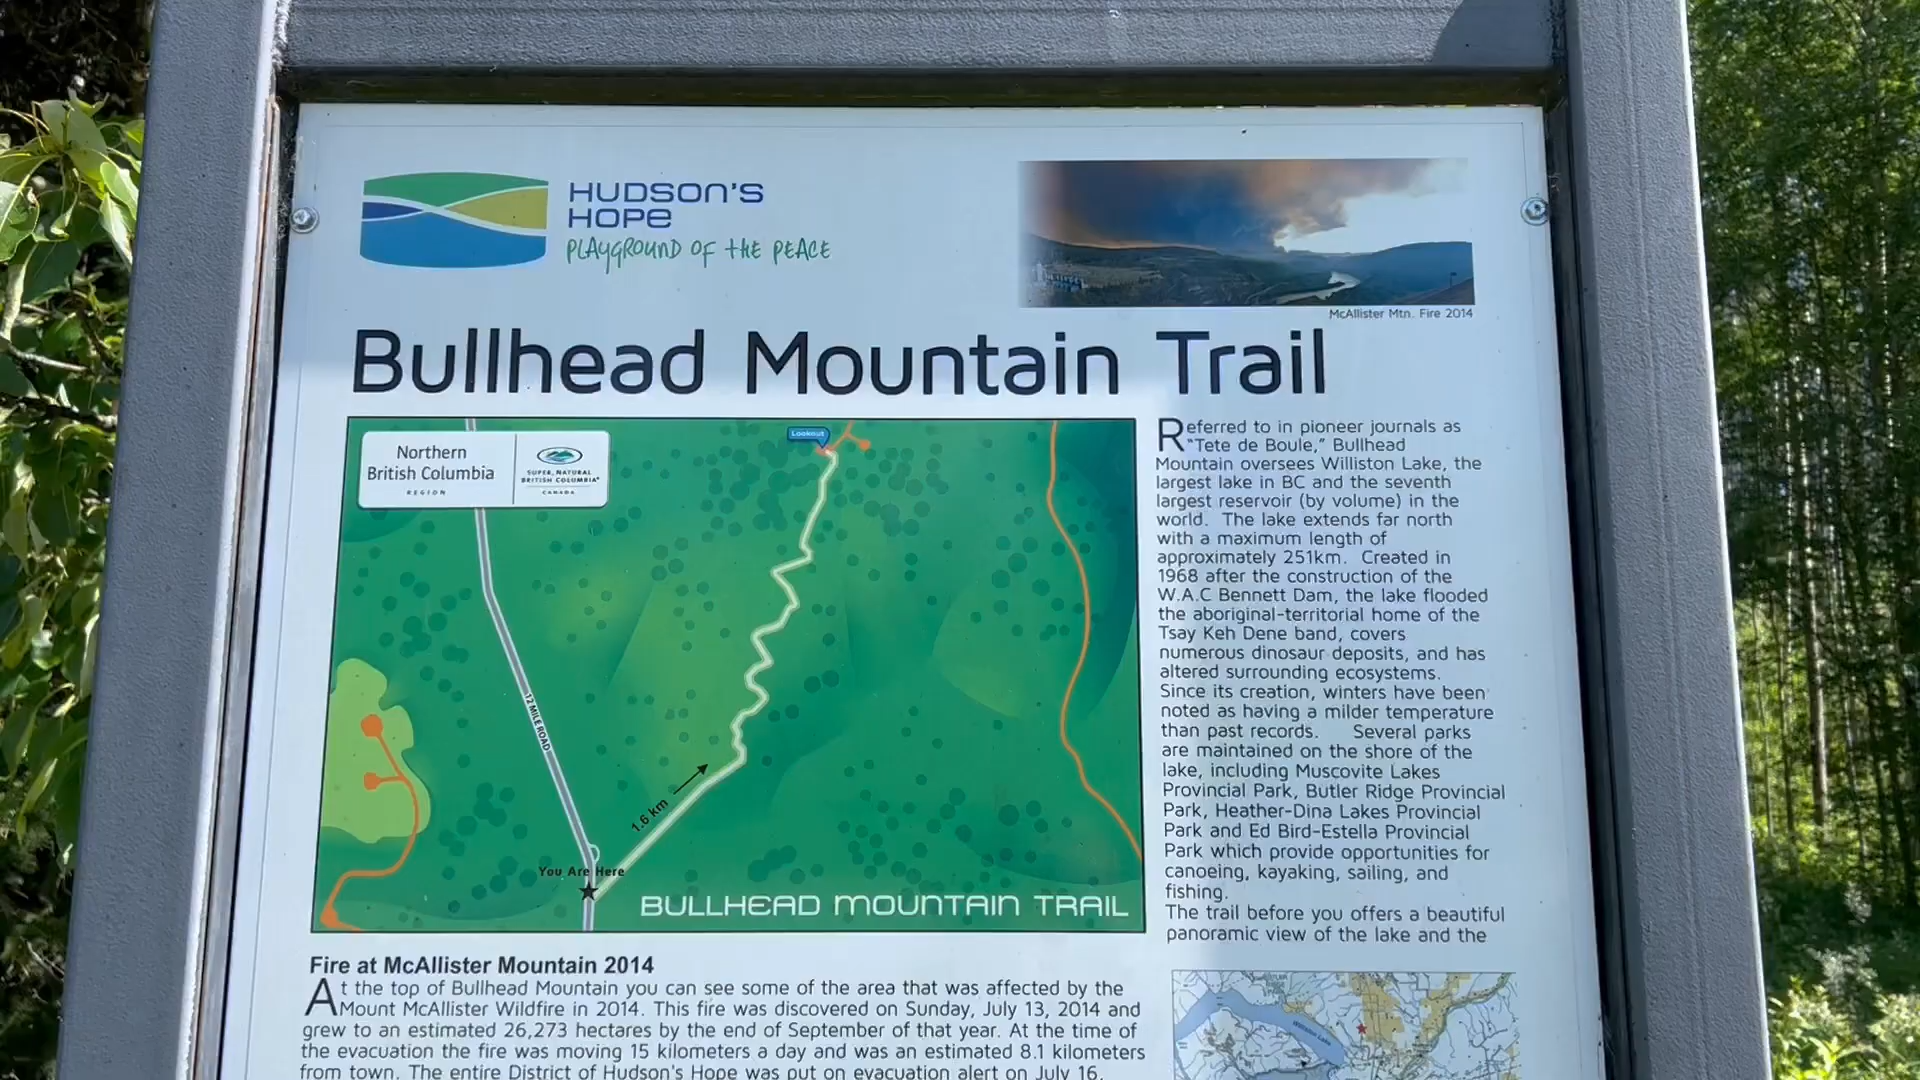 HUDSON'S
HOPE
PLAYGROUND OF THE PEACE
McAllister Mtn. Fire 2014
Bullhead Mountain Trail
Northern
British Columbia
REGION
SUPER, NATURAL
BRITISH COLUMBIA®
CANADA
Lookout
12 MILE ROAD
1.6 km
You Are Here
BULLHEAD MOUNTAIN TRAIL
Referred to in pioneer journals as
"Tete de Boule," Bullhead
Mountain oversees Williston Lake, the
largest lake in BC and the seventh
largest reservoir (by volume) in the
world. The lake extends far north
with a maximum length of
approximately 251km. Created in
1968 after the construction of the
W.A.C Bennett Dam, the lake flooded
the aboriginal-territorial home of the
Tsay Keh Dene band, covers
numerous dinosaur deposits, and has
altered surrounding ecosystems.
Since its creation, winters have been
noted as having a milder temperature
than past records. Several parks
are maintained on the shore of the
lake, including Muscovite Lakes
Provincial Park, Butler Ridge Provincial
Park, Heather-Dina Lakes Provincial
Park and Ed Bird-Estella Provincial
Park which provide opportunities for
canoeing, kayaking, sailing, and
fishing.
The trail before you offers a beautiful
panoramic view of the lake and the
Fire at McAllister Mountain 2014
At the top of Bullhead Mountain you can see some of the area that was affected by the
Mount McAllister Wildfire in 2014. This fire was discovered on Sunday, July 13, 2014 and
grew to an estimated 26,273 hectares by the end of September of that year. At the time of
the evacuation the fire was moving 15 kilometers a day and was an estimated 8.1 kilometers
from town. The entire District of Hudson's Hope was put on evacuation alert on July 16,
Williston Lake